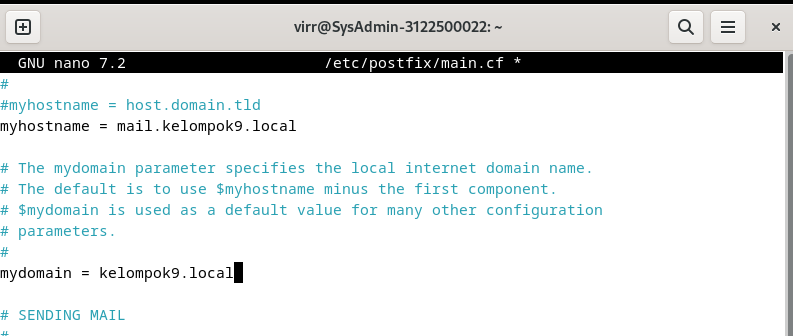 virr@SysAdmin-3122500022: ~
GNU nano 7.2 /etc/postfix/main.cf *
#
#myhostname = host.domain.tld
myhostname = mail.kelompok9.local
# The mydomain parameter specifies the local internet domain name.
# The default is to use $myhostname minus the first component.
# $mydomain is used as a default value for many other configuration
# parameters.
#
mydomain = kelompok9.local
# SENDING MAIL
#